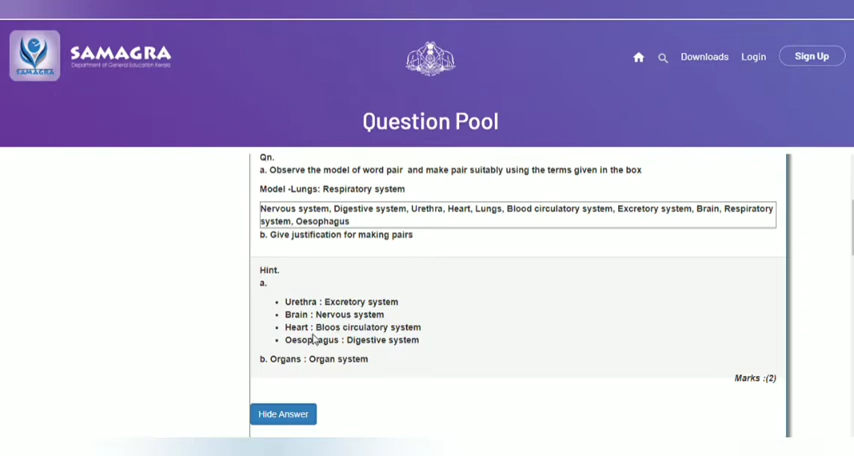 SAMAGRA
Department of General Education Kerala
SAMAGRA
Downloads Login Sign Up
Question Pool
Qn.
a. Observe the model of word pair and make pair suitably using the terms given in the box
Model -Lungs: Respiratory system
Nervous system, Digestive system, Urethra, Heart, Lungs, Blood circulatory system, Excretory system, Brain, Respiratory
system, Oesophagus
b. Give justification for making pairs
Hint.
a.
• Urethra : Excretory system
• Brain : Nervous system
• Heart : Bloos circulatory system
• Oesophagus : Digestive system
b. Organs : Organ system
Marks :(2)
Hide Answer